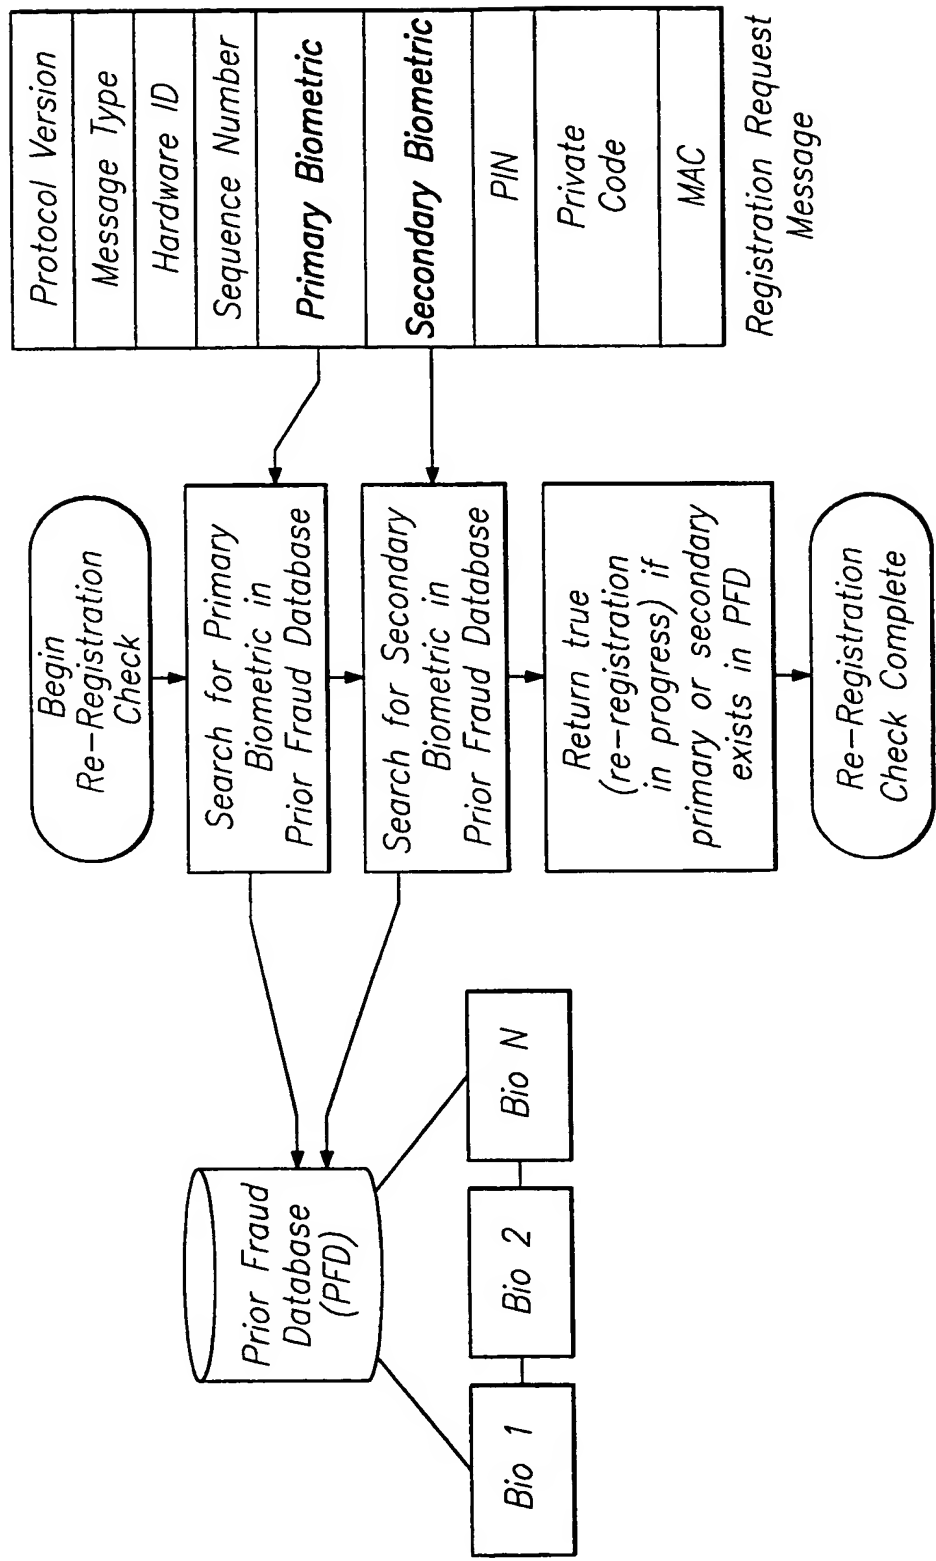 Prior Fraud
Database
(PFD)
Bio 1
Bio 2
Bio N
Begin
Re-Registration
Check
Search for Primary
Biometric in
Prior Fraud Database
Search for Secondary
Biometric in
Prior Fraud Database
Return true
(re-registration
in progress) if
primary or secondary
exists in PFD
Re-Registration
Check Complete
Protocol Version
Message Type
Hardware ID
Sequence Number
Primary Biometric
Secondary Biometric
PIN
Private
Code
MAC
Registration Request
Message